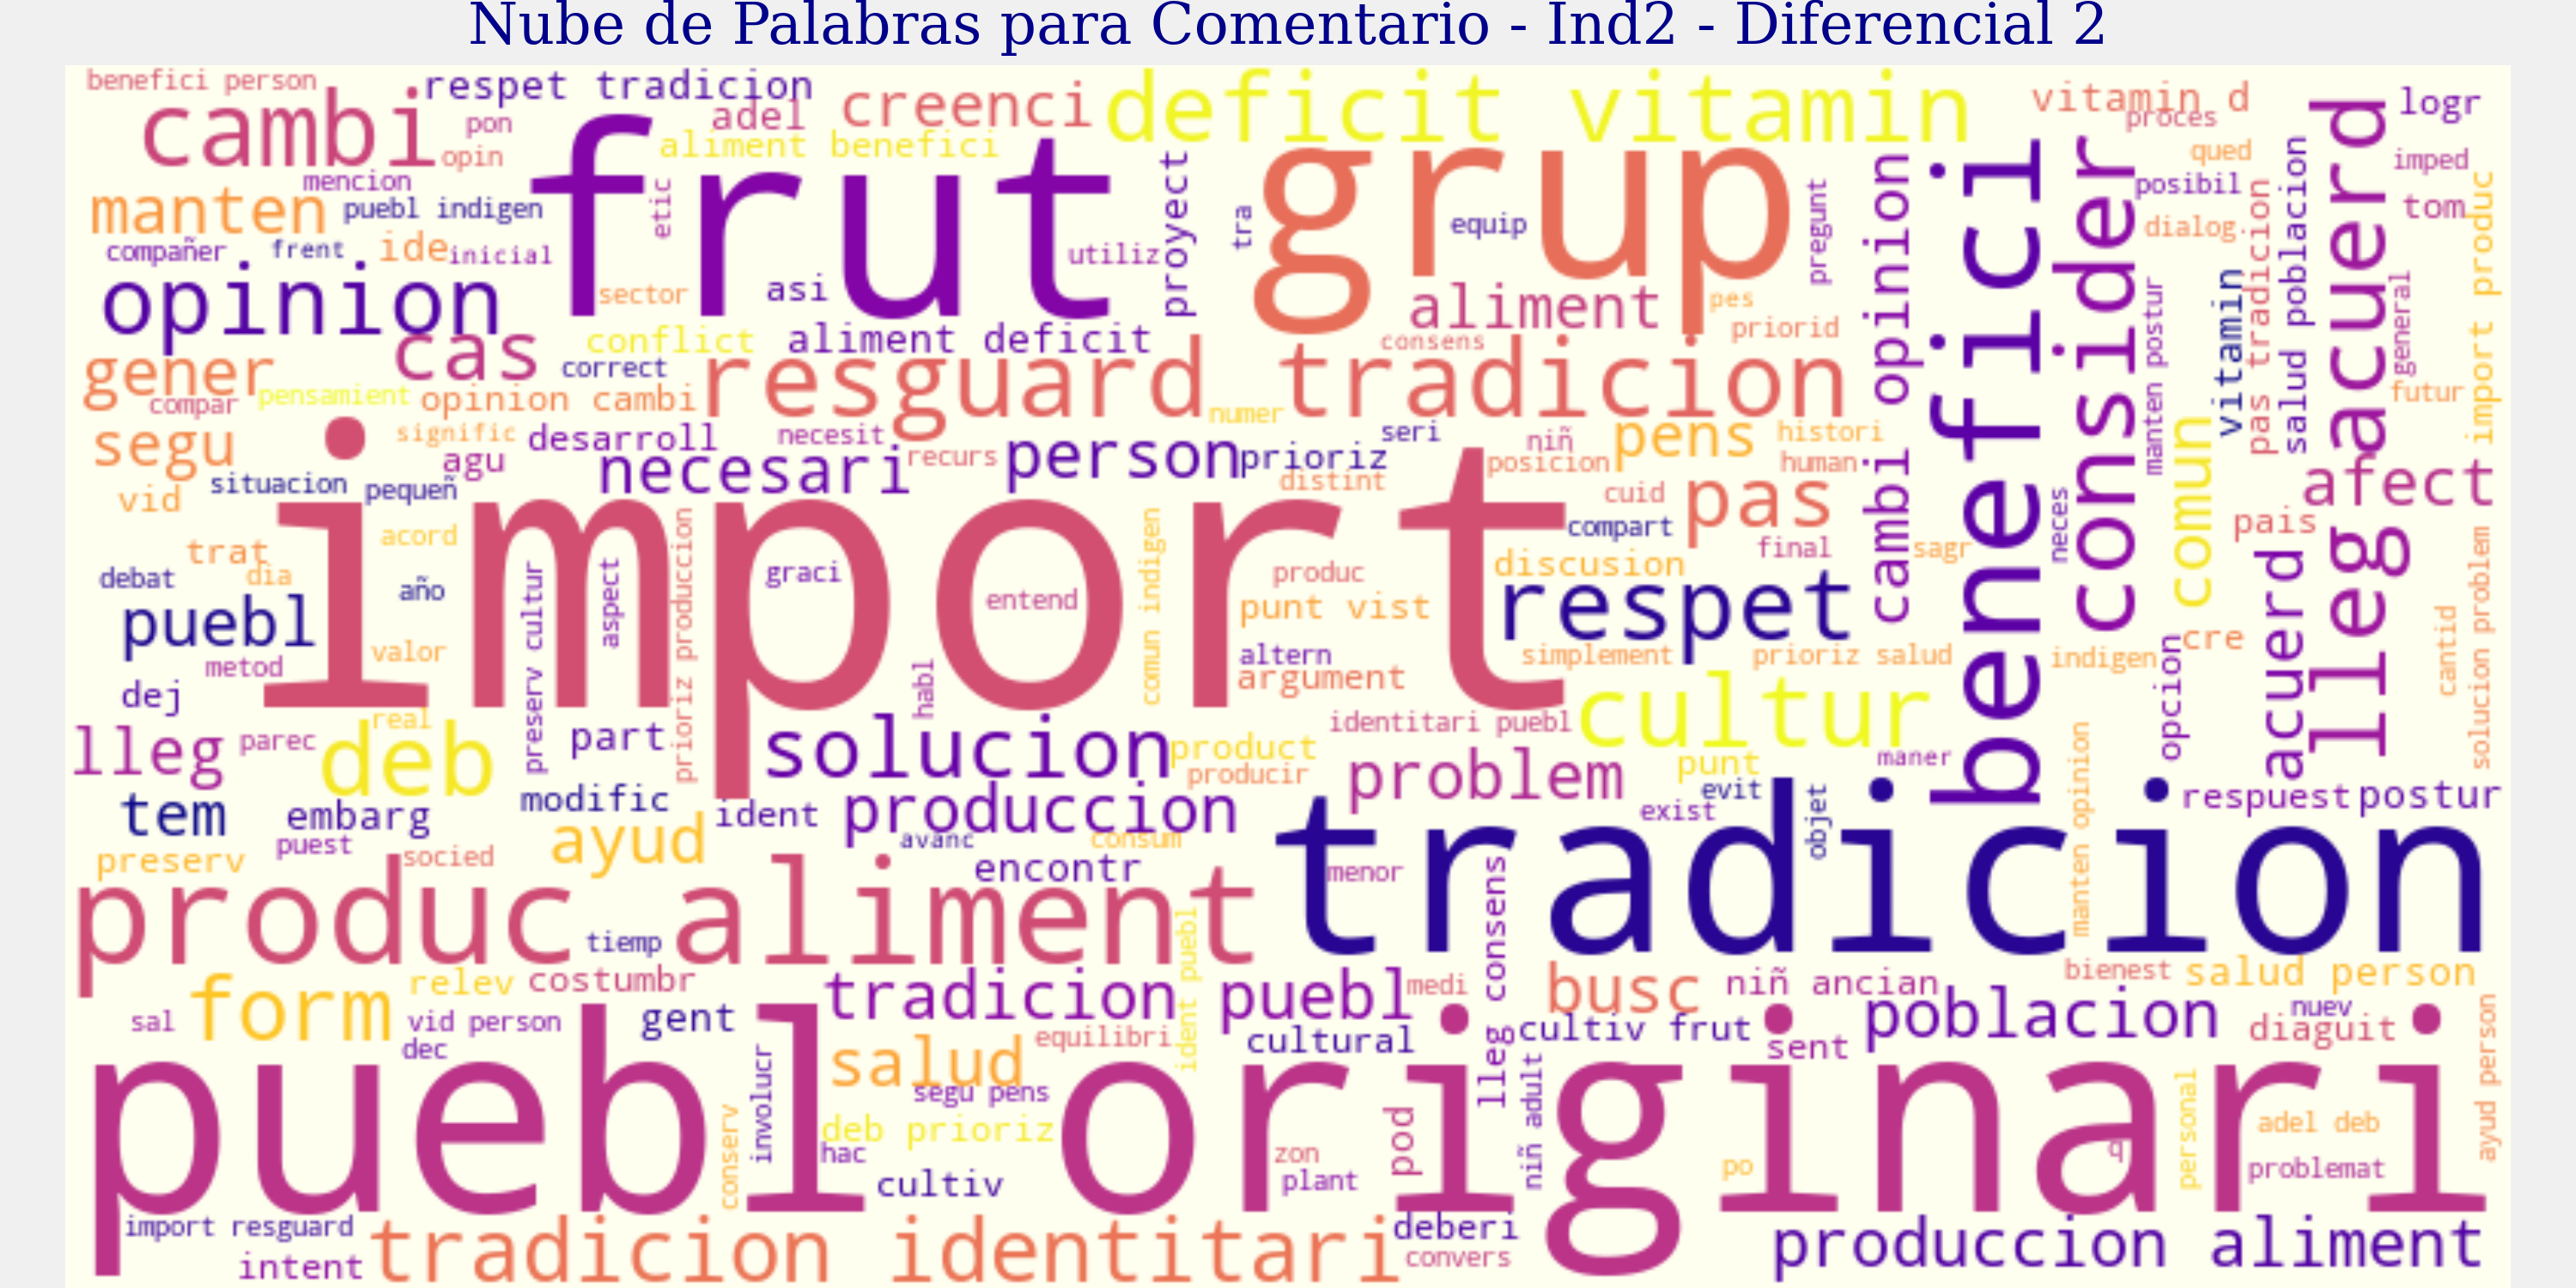 Nube de Palabras para Comentario - Ind2 - Diferencial 2
benefici person
respet tradicion
cambi
pon
opin
adel
creenci
deficit vitamin
vitamin d
proces
logr
aliment benefici
mencion
manten
puebl indigen
frut
etic
grup
qued
imped
posibil
tom
dialog
compañer
frent
ide
inicial
utiliz
proyect
tra
equip
pregunt
cambi opinion
benefici
consider
acuerd
salud poblacion
pas tradicion
import produc
opinion
sector
asi
aliment
pes
priorid
manten postur
vitamin
general
futur
conflict
aliment deficit
consens
gener
cas
correct
resguard tradicion
compar
pensamient
opinion cambi
numer
segu
signific
desarroll
necesit
seri
niñ
pens
histori
agu
necesari
recurs
person
prioriz
distint
posicion
human
comun
afect
situacion
pequeñ
vid
import
cuid
pas
compart
final
sagr
neces
pais
lleg
acord
trat
dia
debat
año
preserv cultur
aspect
prioriz produccion
graci
entend
comun indigen
produc
discusion
punt vist
respet
acuerd
puebl
valor
metod
dej
habl
altern
argument
simplement
prioriz salud
indigen
cre
opcion
cantid
solucion problem
real
lleg
parec
deb
part
solucion
identitari puebl
cultur
product
producir
problem
punt
maner
tem
embarg
modific
ident
produccion
evit
exist
objet
respuest
postur
puest
ayud
avanc
consum
tradicion
manten opinion
preserv
socied
encontr
menor
produc aliment
tiemp
ident puebl
lleg consens
form
relev
costumbr
tradicion puebl
medi
busc
niñ ancian
bienest
salud person
sal
vid person
gent
dec
poblacion
nuev
diaguit
salud
equilibri
cultural
cultiv frut
sent
puebl originari
involucr
conserv
segu pens
deb prioriz
hac
cultiv
zon
plant
pod
niñ adult
po
q
personal
adel deb
problemat
ayud person
import resguard
intent
tradicion identitari
deberi
convers
produccion aliment